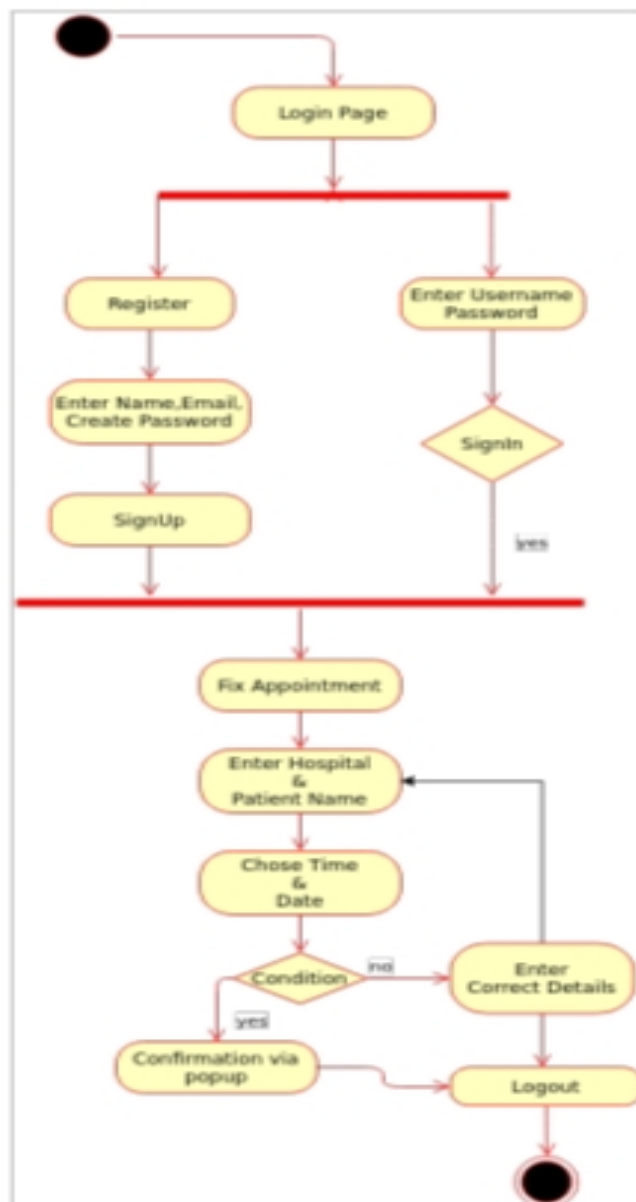 Login Page
Register
Enter Username
Password
Enter Name,Email,
Create Password
SignIn
SignUp
yes
Fix Appointment
Enter Hospital
&
Patient Name
Chose Time
&
Date
Condition
no
Enter
Correct Details
yes
Confirmation via
popup
Logout